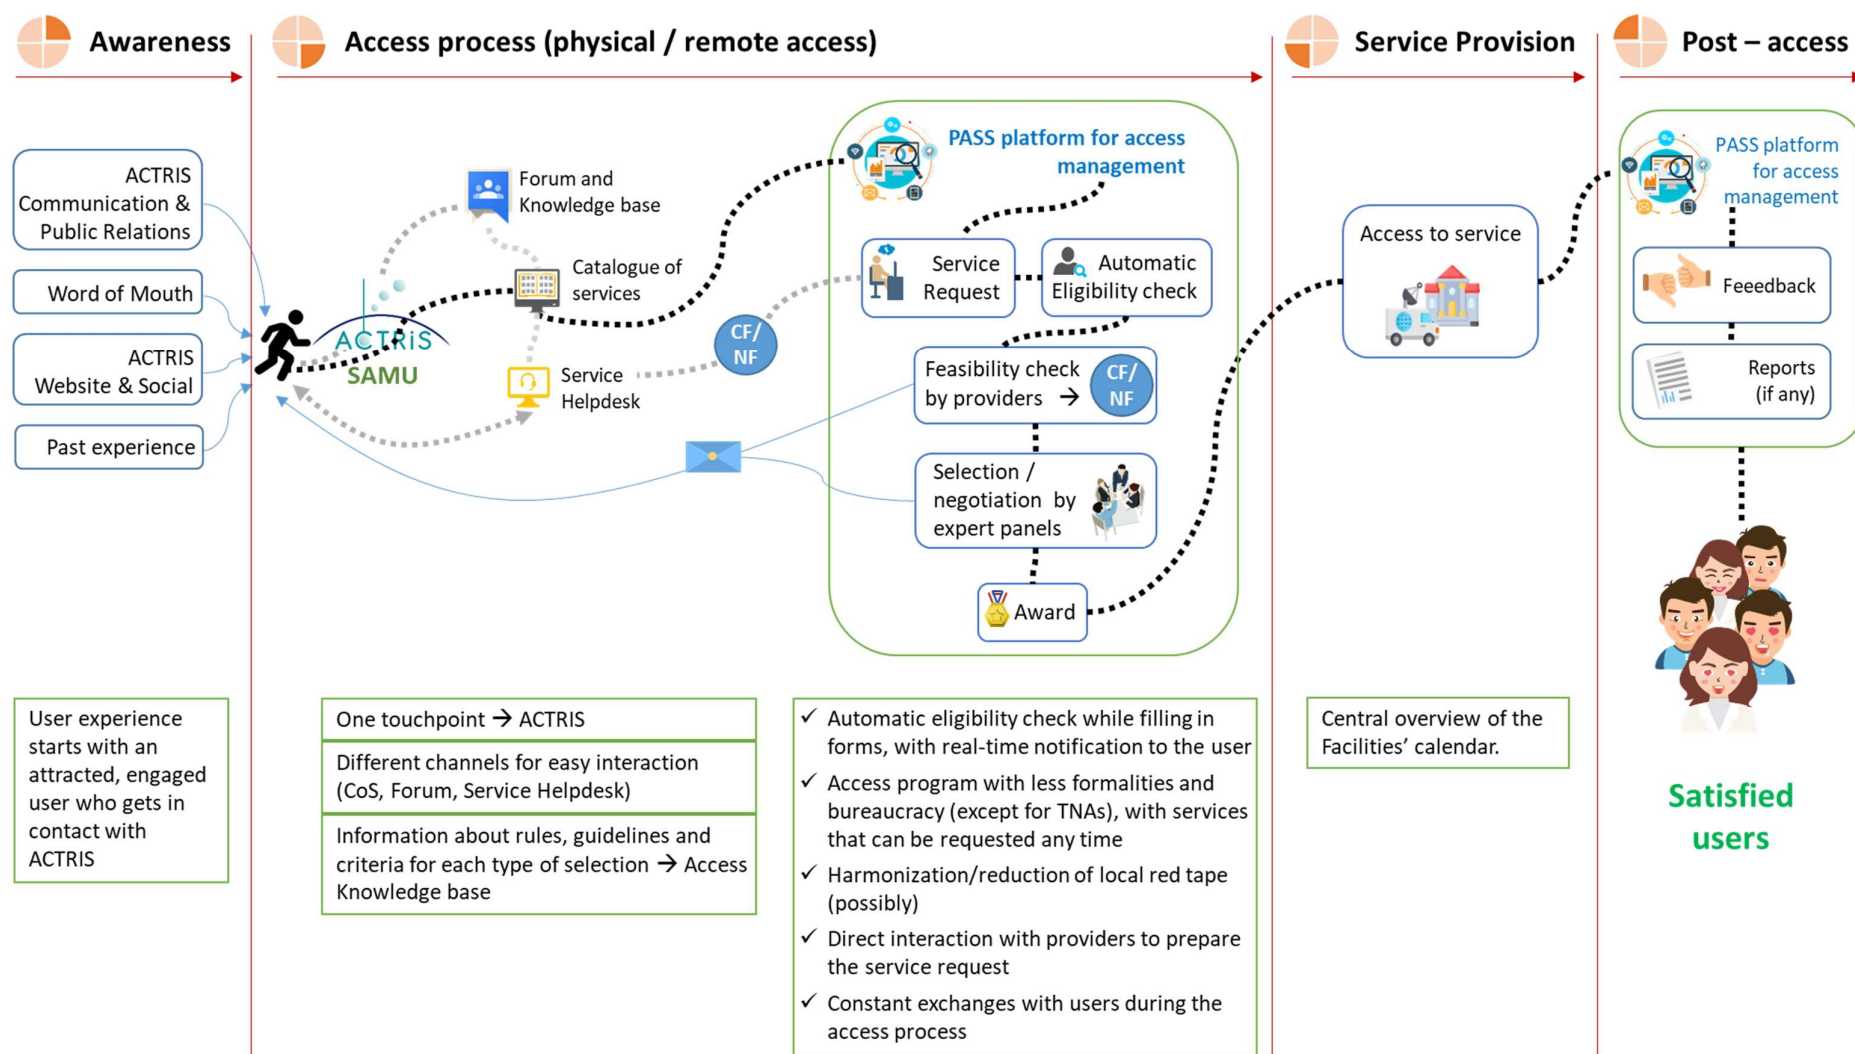 Awareness
Access process (physical / remote access)
Service Provision
Post – access
ACTRIS
Communication &
Public Relations
Word of Mouth
ACTRIS
Website & Social
Past experience
ACTRiS
SAMU
Forum and
Knowledge base
Catalogue of
services
Service
Helpdesk
CF/
NF
PASS platform for access
management
Service
Request
Automatic
Eligibility check
Feasibility check
by providers →
CF/
NF
Selection /
negotiation by
expert panels
Award
Access to service
PASS platform
for access
management
Feeedback
Reports
(if any)
Satisfied
users
User experience
starts with an
attracted, engaged
user who gets in
contact with
ACTRIS
One touchpoint → ACTRIS
Different channels for easy interaction
(CoS, Forum, Service Helpdesk)
Information about rules, guidelines and
criteria for each type of selection → Access
Knowledge base
✓ Automatic eligibility check while filling in
forms, with real-time notification to the user
✓ Access program with less formalities and
bureaucracy (except for TNAs), with services
that can be requested any time
✓ Harmonization/reduction of local red tape
(possibly)
✓ Direct interaction with providers to prepare
the service request
✓ Constant exchanges with users during the
access process
Central overview of the
Facilities’ calendar.